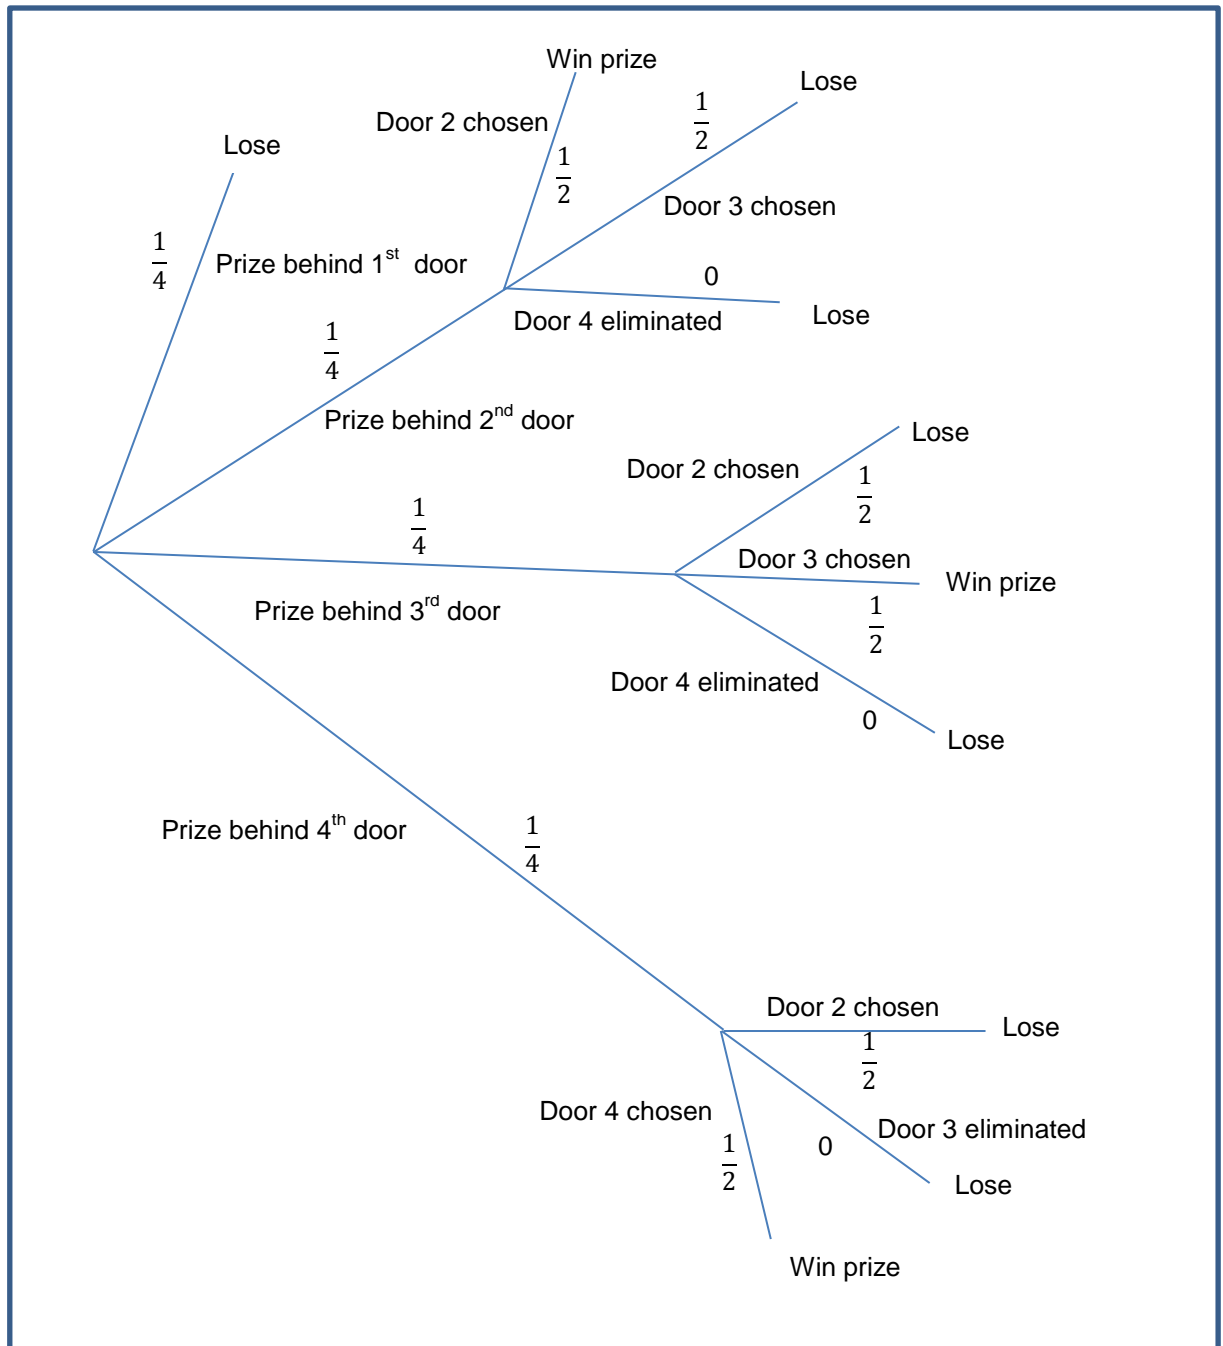 Win prize
Lose
Door 2 chosen
1
2
1
2
Lose
Door 3 chosen
1
4
Prize behind 1st door
0
Door 4 eliminated
Lose
1
4
Prize behind 2nd door
Lose
Door 2 chosen
1
2
1
4
Door 3 chosen
Win prize
Prize behind 3rd door
1
2
Door 4 eliminated
0
Lose
Prize behind 4th door
1
4
Door 2 chosen
Lose
1
2
Door 4 chosen
Door 3 eliminated
1
2
0
Lose
Win prize